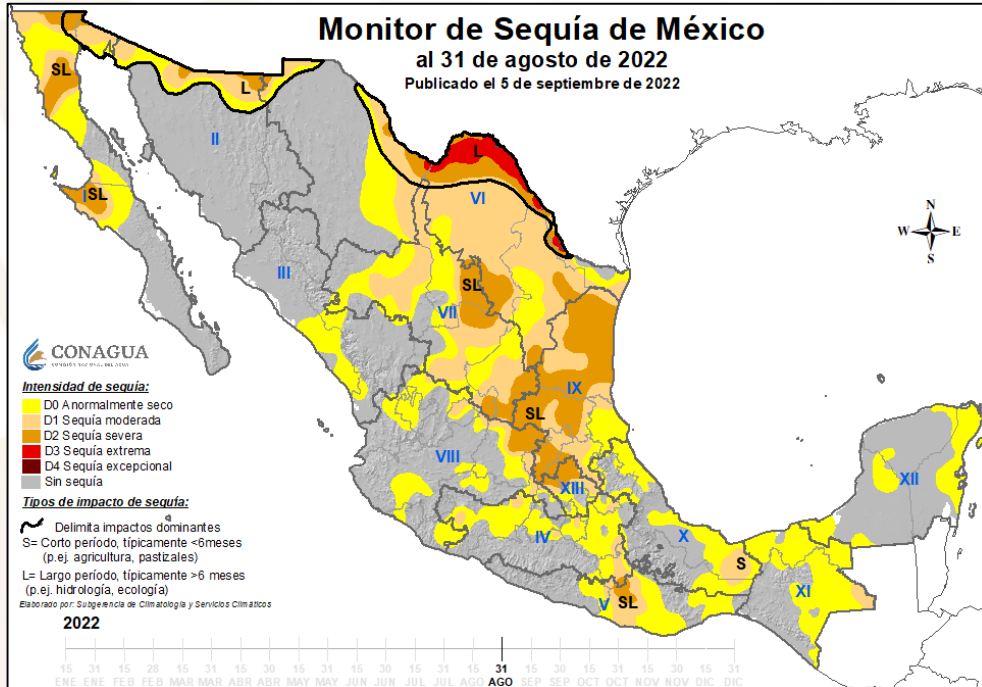 Monitor de Sequía de México
al 31 de agosto de 2022
Publicado el 5 de septiembre de 2022
SL
L
L
II
VI
N
W E
S
I SL
III
SL
VII
CONAGUA
COMISIÓN NACIONAL DEL AGUA
Intensidad de sequía:
D0 Anormalmente seco
D1 Sequía moderada
D2 Sequía severa
D3 Sequía extrema
D4 Sequía excepcional
Sin sequía
IX
SL
VIII
XIII
XII
Tipos de impacto de sequía:
Delimita impactos dominantes
S= Corto período, típicamente <6meses
(p.ej. agricultura, pastizales)
L= Largo período, típicamente >6 meses
(p.ej. hidrología, ecología)
Elaborado por: Subgerencia de Climatología y Servicios Climáticos
IV
X
S
XI
V SL
2022
15 31 15 28 15 31 15 30 15 31 15 30 15 31 15 31 15 30 15 31 15 30 15 31
ENE ENE FEB FEB MAR MAR ABR ABR MAY MAY JUN JUN JUL JUL AGO AGO SEP SEP OCT OCT NOV NOV DIC DIC